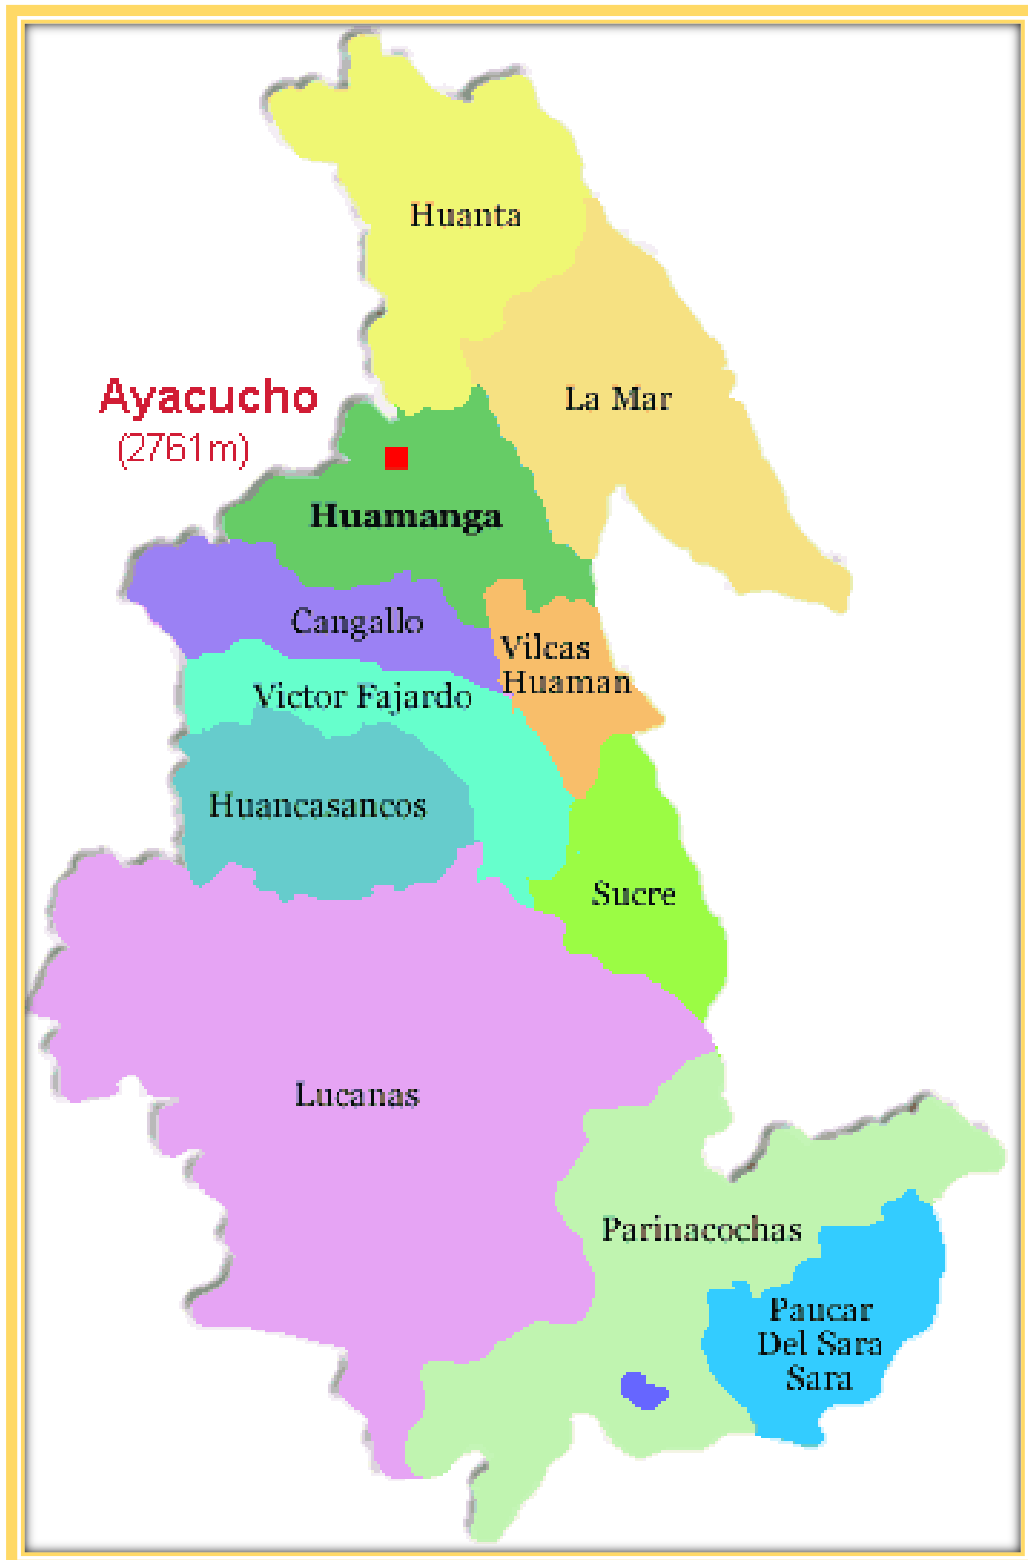 Huanta
Ayacucho
(2761m)
La Mar
Huamanga
Cangallo
Vilcas
Huaman
Victor Fajardo
Huancasancos
Sucre
Lucanas
Parinacochas
Paucar
Del Sara
Sara